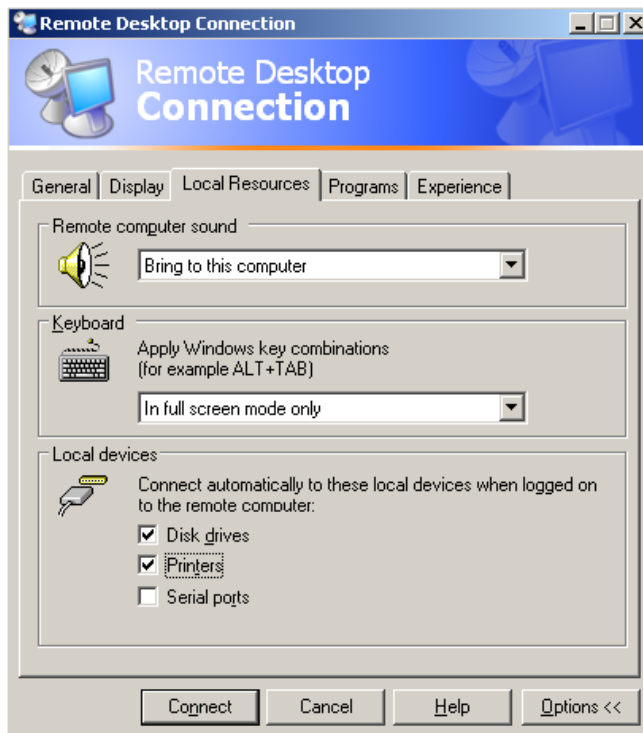 Remote Desktop Connection
Remote Desktop
Connection
General Display Local Resources Programs Experience
Remote computer sound
Bring to this computer
Keyboard
Apply Windows key combinations
(for example ALT+TAB)
In full screen mode only
Local devices
Connect automatically to these local devices when logged on
to the remote computer:
Disk drives
Printers
Serial ports
Connect Cancel Help Options <<